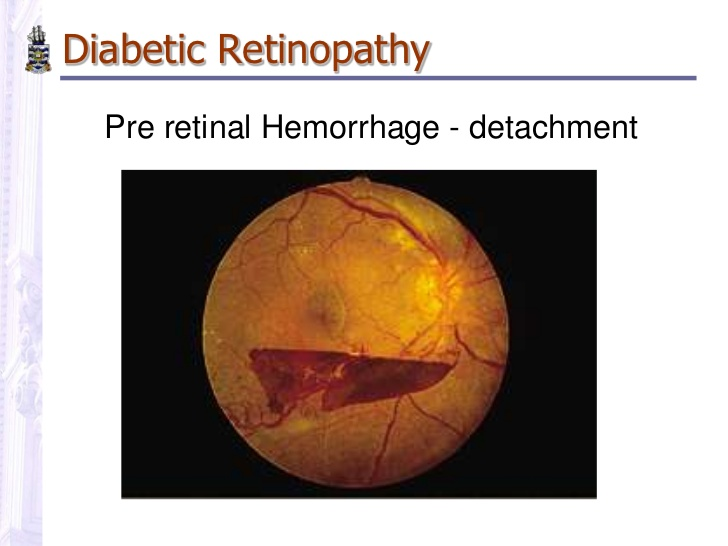 Diabetic Retinopathy
Pre retinal Hemorrhage - detachment